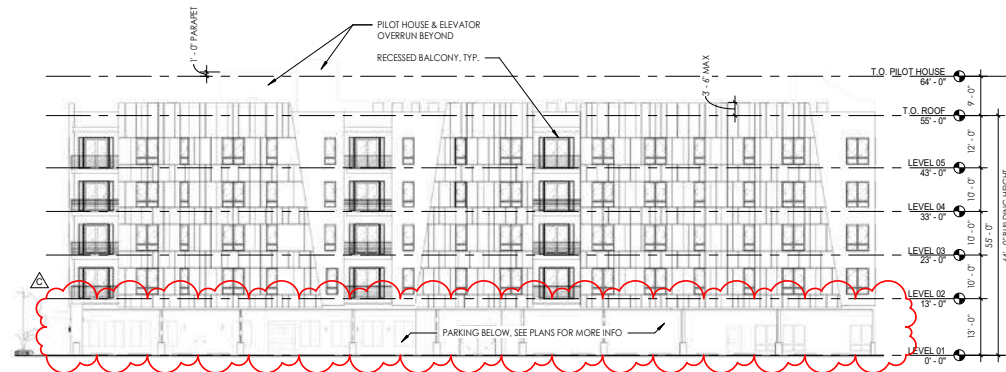 1' - 0" PARAPET
PILOT HOUSE & ELEVATOR
OVERRUN BEYOND
RECESSED BALCONY, TYP.
3' - 6" MAX
T.O. PILOT HOUSE
64' - 0"
9' - 0"
T.O. ROOF
55' - 0"
12' - 0"
LEVEL 05
43' - 0"
10' - 0"
LEVEL 04
33' - 0"
10' - 0"
55' - 0"
LEVEL 03
23' - 0"
10' - 0"
C
LEVEL 02
13' - 0"
13' - 0"
PARKING BELOW, SEE PLANS FOR MORE INFO
LEVEL 01
0' - 0"